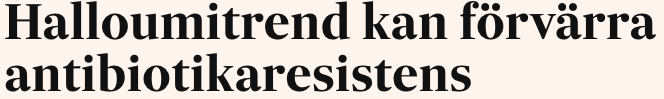 Halloumitrend kan förvärra
antibiotikaresistens